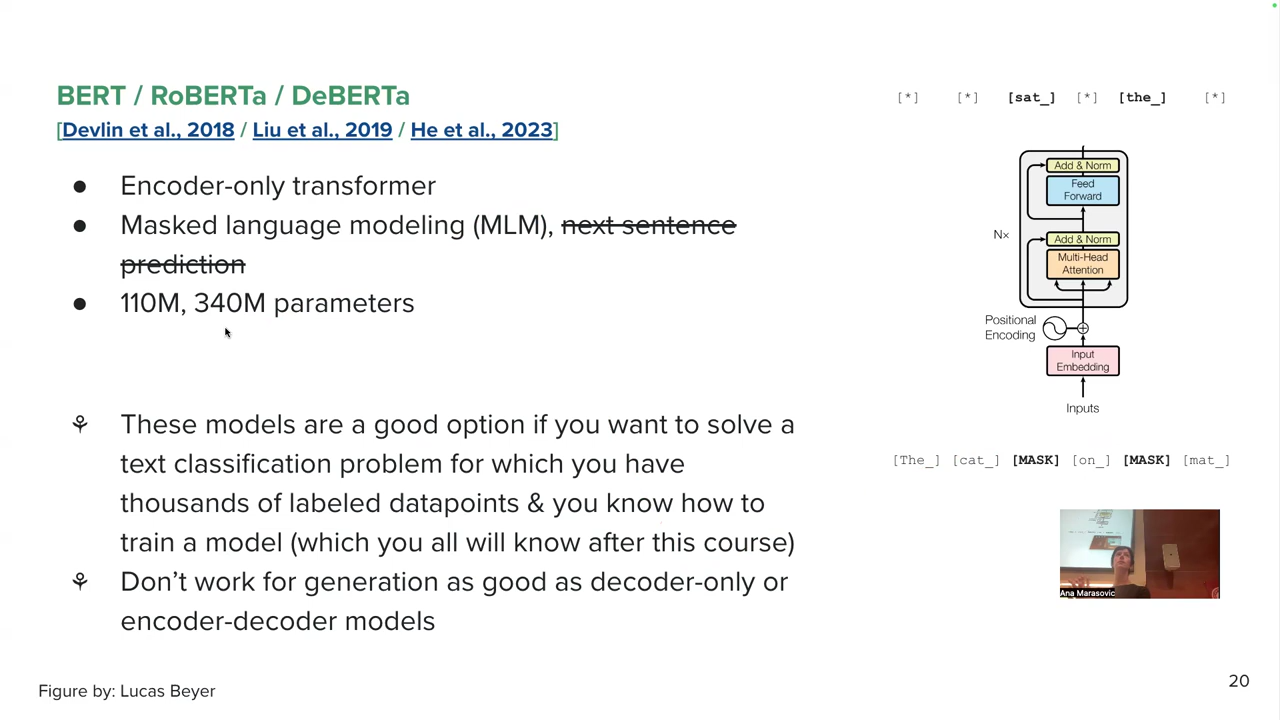 BERT / RoBERTa / DeBERTa
[Devlin et al., 2018 / Liu et al., 2019 / He et al., 2023]
● Encoder-only transformer
● Masked language modeling (MLM), next sentence
prediction
● 110M, 340M parameters
⚘ These models are a good option if you want to solve a
text classification problem for which you have
thousands of labeled datapoints & you know how to
train a model (which you all will know after this course)
⚘ Don’t work for generation as good as decoder-only or
encoder-decoder models
Figure by: Lucas Beyer
[*] [*] [sat_] [*] [the_] [*]
Add & Norm
Feed
Forward
N×
Add & Norm
Multi-Head
Attention
Positional
Encoding
Input
Embedding
Inputs
[The_] [cat_] [MASK] [on_] [MASK] [mat_]
Ana Marasovic
20